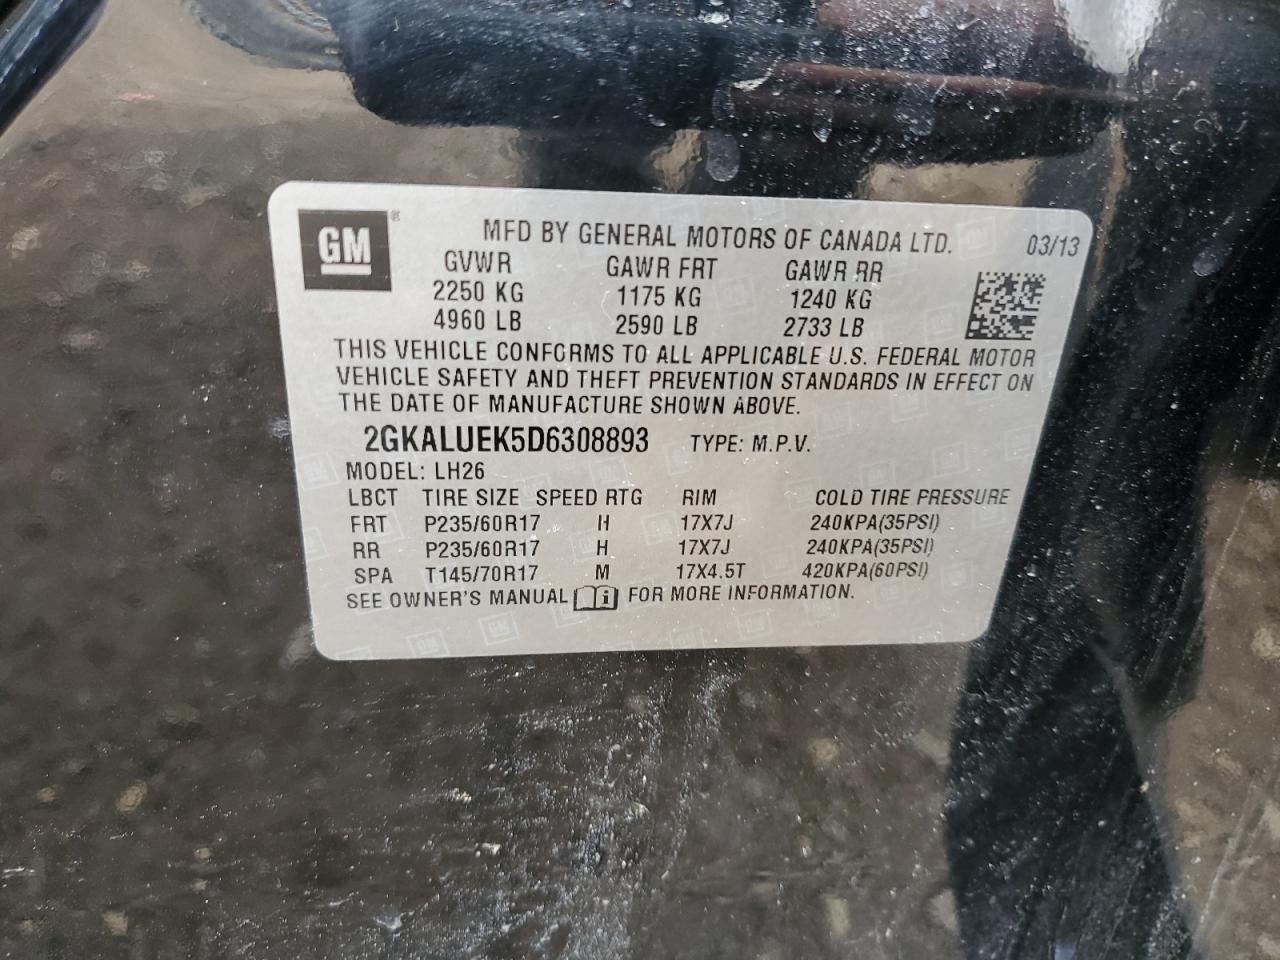 GM ®
MFD BY GENERAL MOTORS OF CANADA LTD. 03/13
GVWR GAWR FRT GAWR RR
2250 KG 1175 KG 1240 KG
4960 LB 2590 LB 2733 LB
THIS VEHICLE CONFORMS TO ALL APPLICABLE U.S. FEDERAL MOTOR
VEHICLE SAFETY AND THEFT PREVENTION STANDARDS IN EFFECT ON
THE DATE OF MANUFACTURE SHOWN ABOVE.
2GKALUEK5D6308893 TYPE: M.P.V.
MODEL: LH26
LBCT TIRE SIZE SPEED RTG RIM COLD TIRE PRESSURE
FRT P235/60R17 H 17X7J 240KPA(35PSI)
RR P235/60R17 H 17X7J 240KPA(35PSI)
SPA T145/70R17 M 17X4.5T 420KPA(60PSI)
SEE OWNER'S MANUAL i FOR MORE INFORMATION.